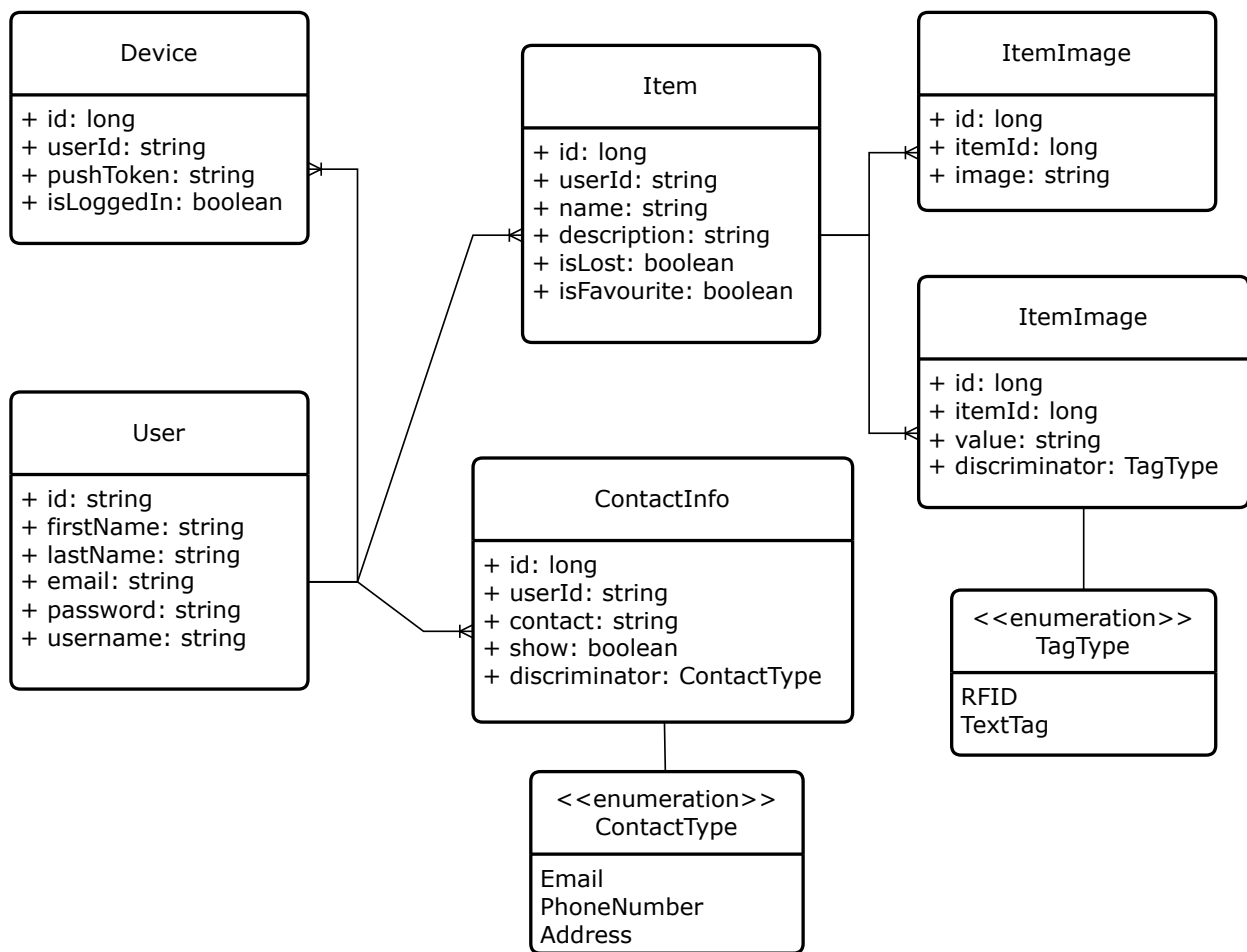 Device
+ id: long
+ userId: string
+ pushToken: string
+ isLoggedIn: boolean
Item
+ id: long
+ userId: string
+ name: string
+ description: string
+ isLost: boolean
+ isFavourite: boolean
ItemImage
+ id: long
+ itemId: long
+ image: string
ItemImage
+ id: long
+ itemId: long
+ value: string
+ discriminator: TagType
User
+ id: string
+ firstName: string
+ lastName: string
+ email: string
+ password: string
+ username: string
ContactInfo
+ id: long
+ userId: string
+ contact: string
+ show: boolean
+ discriminator: ContactType
<<enumeration>>
TagType
RFID
TextTag
<<enumeration>>
ContactType
Email
PhoneNumber
Address